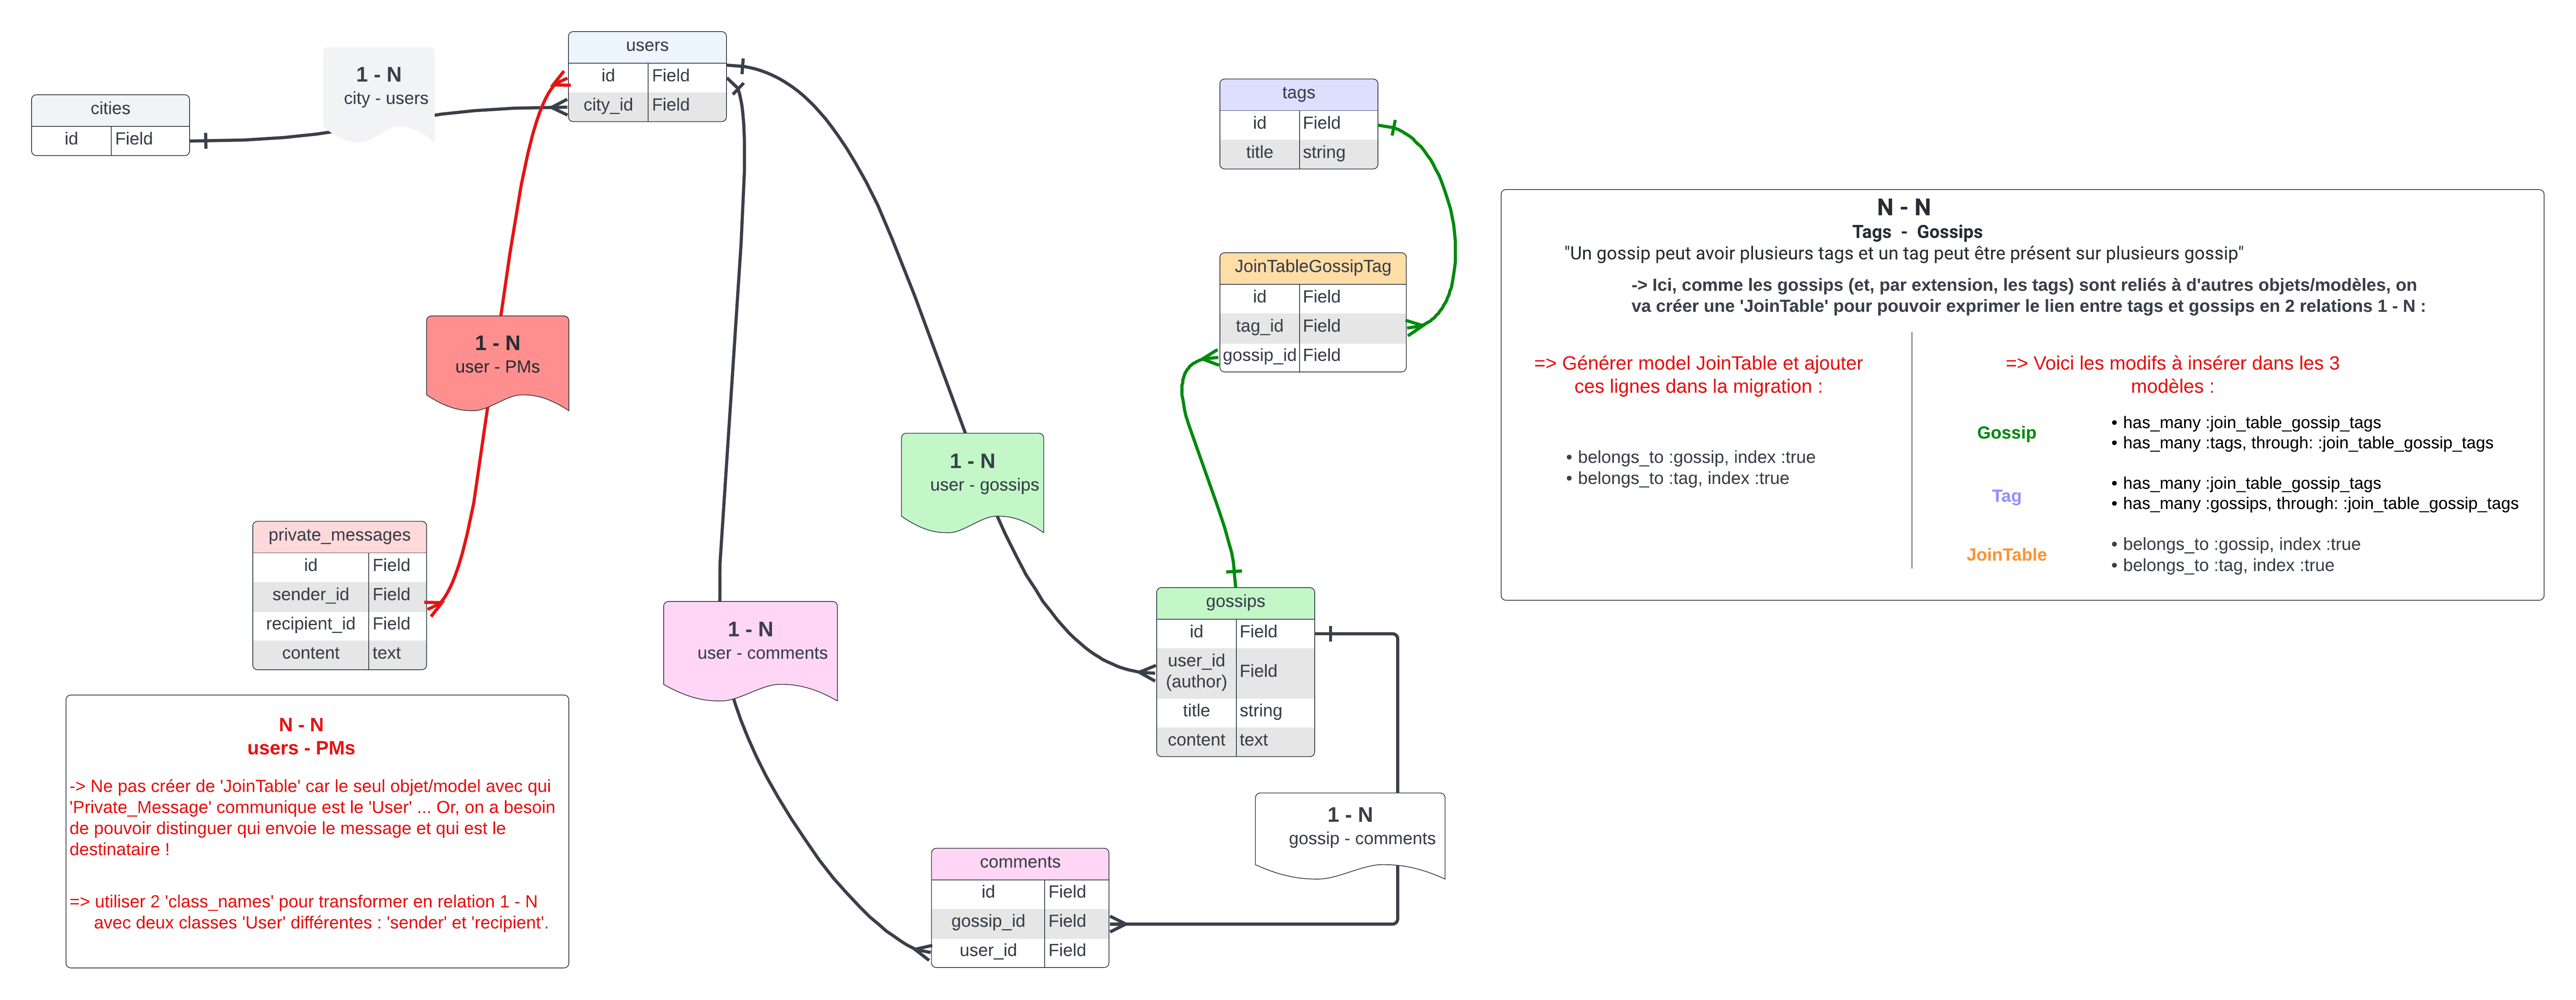 users
id Field
city_id Field
1 - N
city - users
cities
id Field
tags
id Field
title string
JoinTableGossipTag
id Field
tag_id Field
gossip_id Field
N - N
Tags - Gossips
"Un gossip peut avoir plusieurs tags et un tag peut être présent sur plusieurs gossip"
-> Ici, comme les gossips (et, par extension, les tags) sont reliés à d'autres objets/modèles, on
va créer une 'JoinTable' pour pouvoir exprimer le lien entre tags et gossips en 2 relations 1 - N :
=> Générer model JoinTable et ajouter
ces lignes dans la migration :
• belongs_to :gossip, index :true
• belongs_to :tag, index :true
=> Voici les modifs à insérer dans les 3
modèles :
Gossip
• has_many :join_table_gossip_tags
• has_many :tags, through: :join_table_gossip_tags
Tag
• has_many :join_table_gossip_tags
• has_many :gossips, through: :join_table_gossip_tags
JoinTable
• belongs_to :gossip, index :true
• belongs_to :tag, index :true
1 - N
user - PMs
1 - N
user - gossips
private_messages
id Field
sender_id Field
recipient_id Field
content text
1 - N
user - comments
gossips
id Field
user_id
(author) Field
title string
content text
N - N
users - PMs
-> Ne pas créer de 'JoinTable' car le seul objet/model avec qui
'Private_Message' communique est le 'User' ... Or, on a besoin
de pouvoir distinguer qui envoie le message et qui est le
destinataire !
=> utiliser 2 'class_names' pour transformer en relation 1 - N
avec deux classes 'User' différentes : 'sender' et 'recipient'.
1 - N
gossip - comments
comments
id Field
gossip_id Field
user_id Field